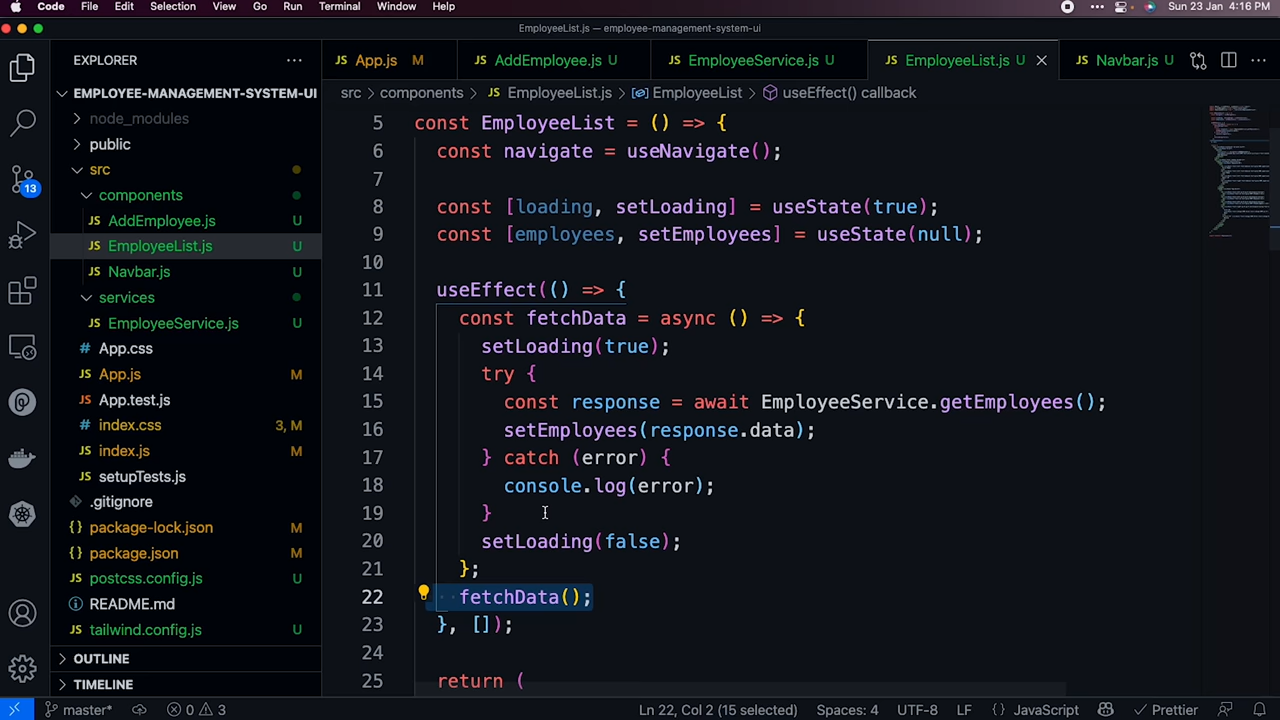 Code File Edit Selection View Go Run Terminal Window Help Sun 23 Jan 4:16 PM
EmployeeList.js — employee-management-system-ui
EXPLORER
JS App.js M
JS AddEmployee.js U
JS EmployeeService.js U
JS EmployeeList.js U
JS Navbar.js U
EMPLOYEE-MANAGEMENT-SYSTEM-UI
src > components > JS EmployeeList.js > EmployeeList > useEffect() callback
node_modules
public
src
components
JS AddEmployee.js U
JS EmployeeList.js U
JS Navbar.js U
services
JS EmployeeService.js U
# App.css
JS App.js M
JS App.test.js
# index.css 3, M
JS index.js M
JS setupTests.js
.gitignore
{} package-lock.json M
{} package.json M
JS postcss.config.js U
README.md
JS tailwind.config.js U
OUTLINE
TIMELINE
13
5 const EmployeeList = () => {
6 const navigate = useNavigate();
7
8 const [loading, setLoading] = useState(true);
9 const [employees, setEmployees] = useState(null);
10
11 useEffect(() => {
12 const fetchData = async () => {
13 setLoading(true);
14 try {
15 const response = await EmployeeService.getEmployees();
16 setEmployees(response.data);
17 } catch (error) {
18 console.log(error);
19 }
20 setLoading(false);
21 };
22 fetchData();
23 }, []);
24
25 return (
master* 0 3 Ln 22, Col 2 (15 selected) Spaces: 4 UTF-8 LF {} JavaScript Prettier